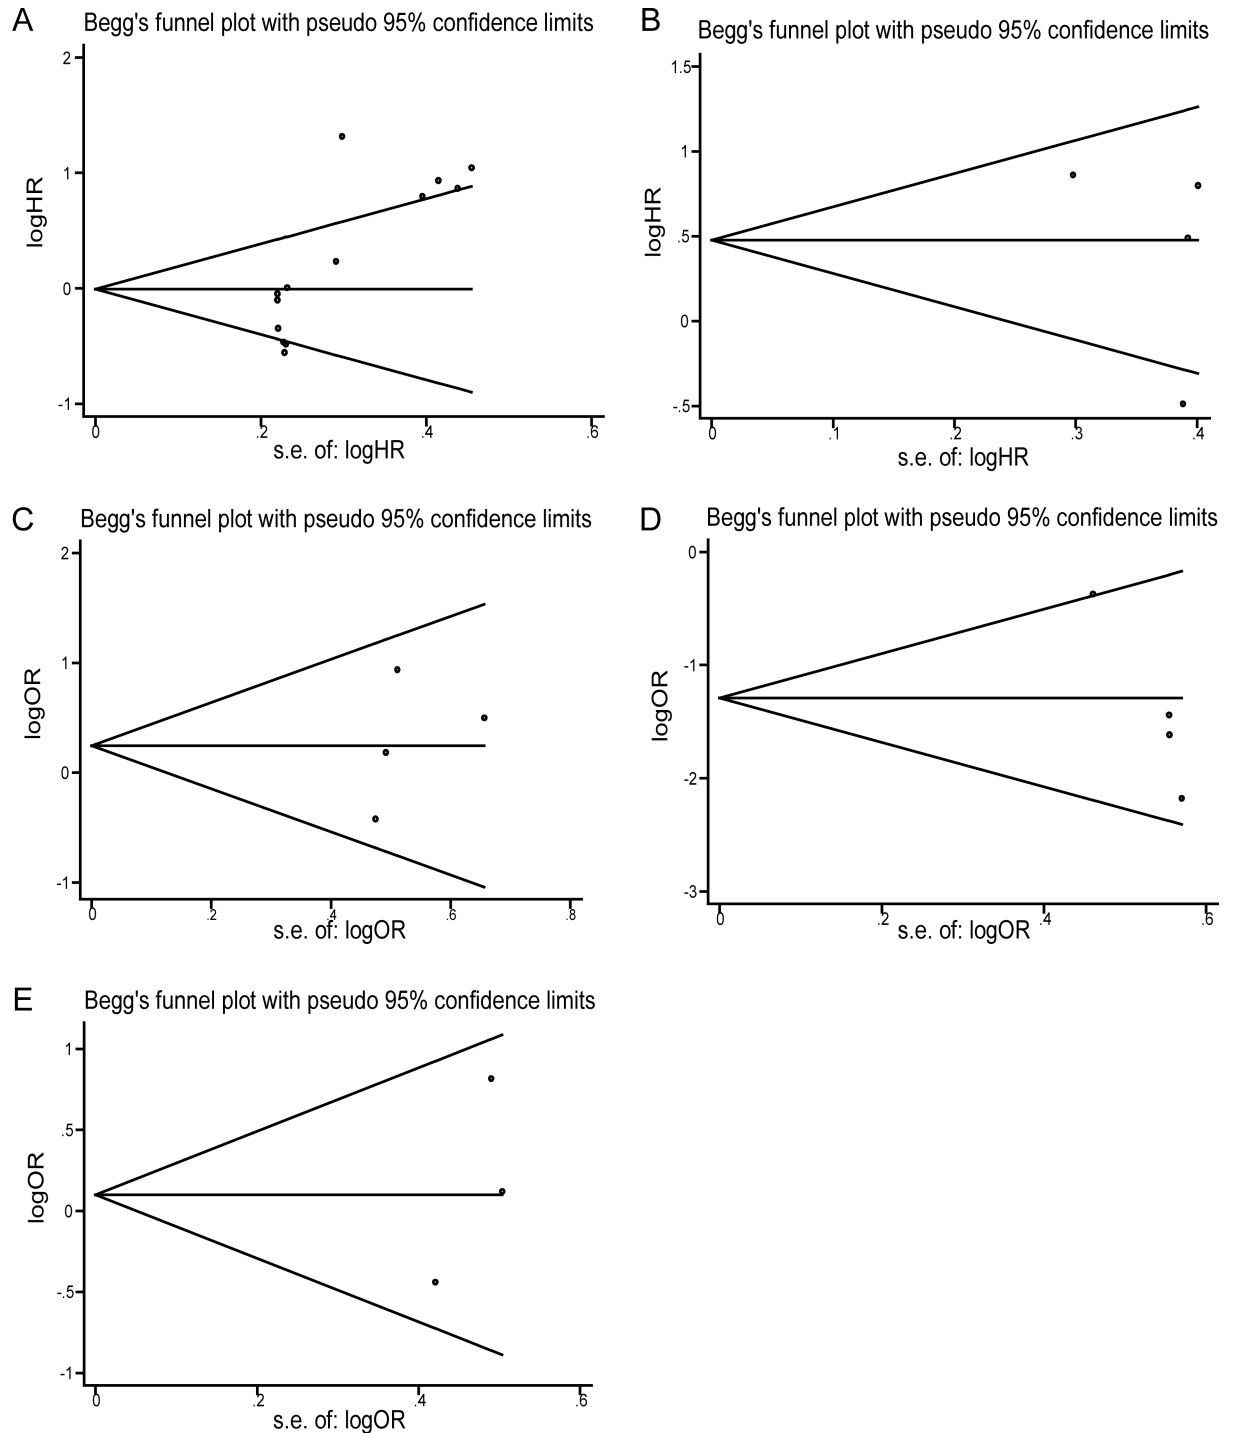 A
Begg's funnel plot with pseudo 95% confidence limits
2
1
0
-1
logHR
0 .2 .4 .6
s.e. of: logHR
B
Begg's funnel plot with pseudo 95% confidence limits
1.5
1
.5
0
-.5
logHR
0 .1 .2 .3 .4
s.e. of: logHR
C
Begg's funnel plot with pseudo 95% confidence limits
2
1
0
-1
logOR
0 .2 .4 .6 .8
s.e. of: logOR
D
Begg's funnel plot with pseudo 95% confidence limits
0
-1
-2
-3
logOR
0 .2 .4 .6
s.e. of: logOR
E
Begg's funnel plot with pseudo 95% confidence limits
1
.5
0
-.5
-1
logOR
0 .2 .4 .6
s.e. of: logOR